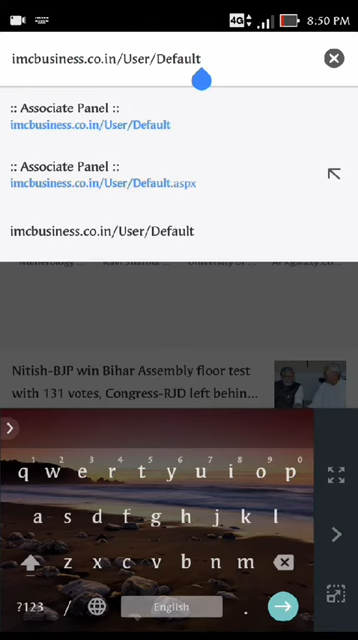 4G 8:50 PM
imcbusiness.co.in/User/Default
:: Associate Panel ::
imcbusiness.co.in/User/Default
:: Associate Panel ::
imcbusiness.co.in/User/Default.aspx
imcbusiness.co.in/User/Default
Nitish-BJP win Bihar Assembly floor test
with 131 votes, Congress-RJD left behin...
1 2 3 4 5 6 7 8 9 0
q w e r t y u i o p
a s d f g h j k l
z x c v b n m
?123 / English .